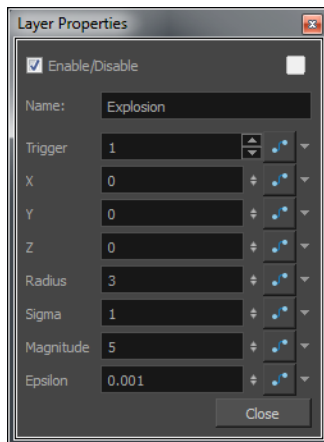 Layer Properties
Enable/Disable
Name: Explosion
Trigger 1
X 0
Y 0
Z 0
Radius 3
Sigma 1
Magnitude 5
Epsilon 0.001
Close